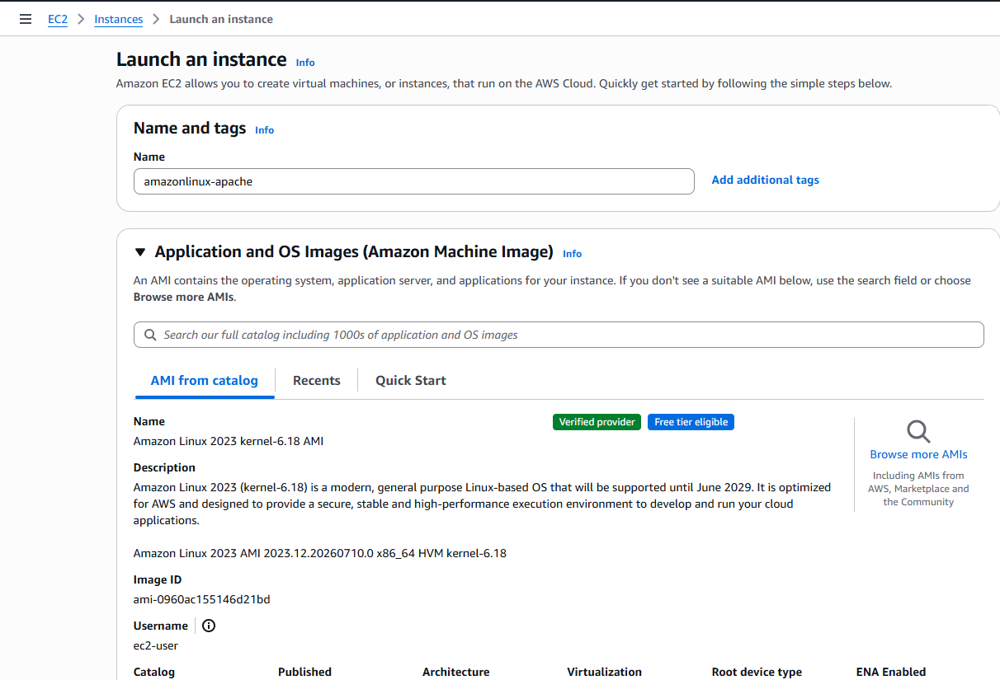 EC2 > Instances > Launch an instance
Launch an instance Info
Amazon EC2 allows you to create virtual machines, or instances, that run on the AWS Cloud. Quickly get started by following the simple steps below.
Name and tags Info
Name
amazonlinux-apache
Add additional tags
Application and OS Images (Amazon Machine Image) Info
An AMI contains the operating system, application server, and applications for your instance. If you don't see a suitable AMI below, use the search field or choose
Browse more AMIs.
Search our full catalog including 1000s of application and OS images
AMI from catalog Recents Quick Start
Name
Verified provider Free tier eligible
Amazon Linux 2023 kernel-6.18 AMI
Description
Amazon Linux 2023 (kernel-6.18) is a modern, general purpose Linux-based OS that will be supported until June 2029. It is optimized
for AWS and designed to provide a secure, stable and high-performance execution environment to develop and run your cloud
applications.
Amazon Linux 2023 AMI 2023.12.20260710.0 x86_64 HVM kernel-6.18
Browse more AMIs
Including AMIs from
AWS, Marketplace and
the Community
Image ID
ami-0960ac155146d21bd
Username
ec2-user
Catalog Published Architecture Virtualization Root device type ENA Enabled